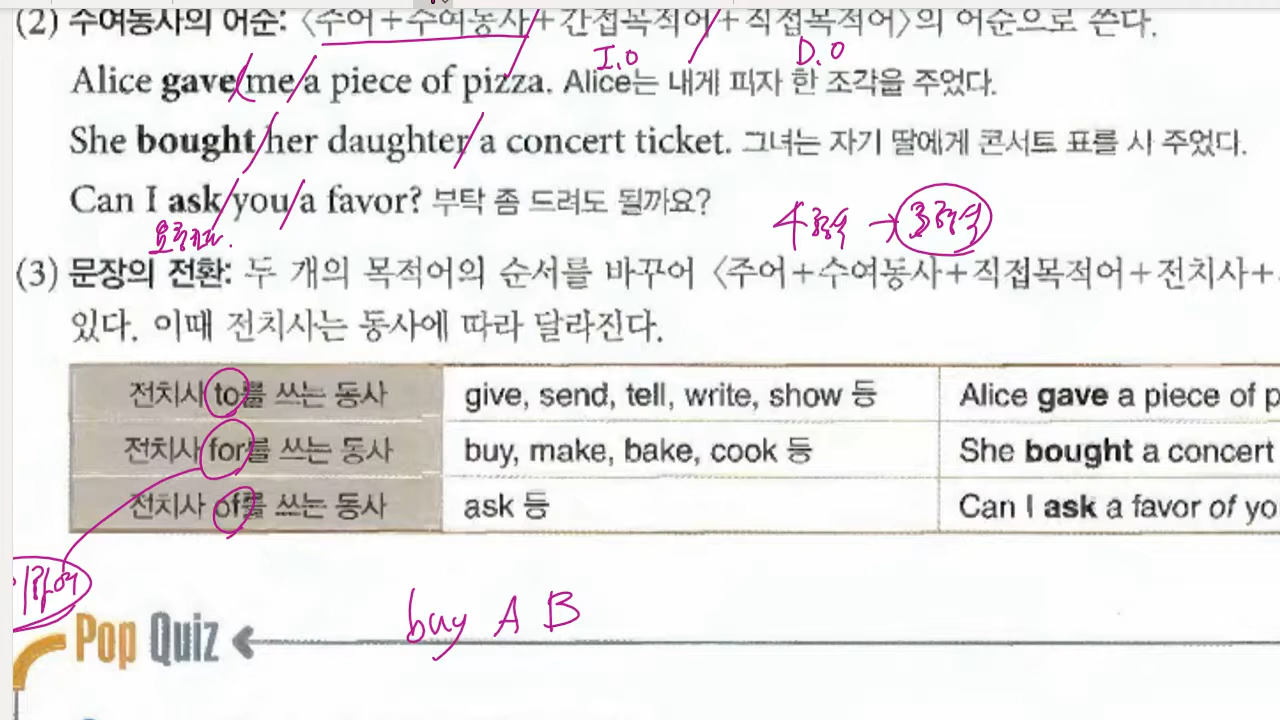 (2) 수여동사의 어순: 〈주어+수여동사+간접목적어+직접목적어〉의 어순으로 쓴다.
I.O D.O
Alice gave me a piece of pizza. Alice는 내게 피자 한 조각을 주었다.
She bought her daughter a concert ticket. 그녀는 자기 딸에게 콘서트 표를 사 주었다.
Can I ask you a favor? 부탁 좀 드려도 될까요?
4형식 → 3형식
(3) 문장의 전환: 두 개의 목적어의 순서를 바꾸어 〈주어+수여동사+직접목적어+전치사+
있다. 이때 전치사는 동사에 따라 달라진다.
전치사 to를 쓰는 동사 give, send, tell, write, show 등 Alice gave a piece of p
전치사 for를 쓰는 동사 buy, make, bake, cook 등 She bought a concert
전치사 of를 쓰는 동사 ask 등 Can I ask a favor of yo
buy A B
Pop Quiz